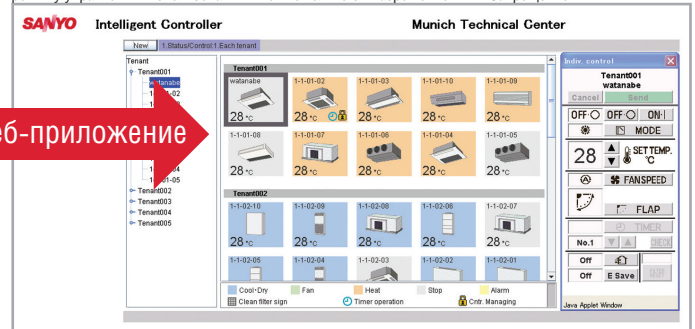 SANYO Intelligent Controller Munich Technical Center
New 1.Status/Control:1.Each tenant
Tenant
Tenant001
watanabe
Tenant002
Tenant003
Tenant004
Tenant005
еб-приложение
Tenant001
watanabe 1-1-01-02 1-1-01-03 1-1-01-10 1-1-01-09
28°C 28°C 28°C 28°C 28°C
1-1-01-08 1-1-01-07 1-1-01-06 1-1-01-04 1-1-01-05
28°C 28°C 28°C 28°C 28°C
Tenant002
1-1-02-10 1-1-02-09 1-1-02-08 1-1-02-06 1-1-02-07
28°C 28°C 28°C 28°C 28°C
1-1-02-05 1-1-02-04 1-1-02-03 1-1-02-02 1-1-02-01
Cool·Dry Fan Heat Stop Alarm
Clean filter sign Timer operation Cntr. Managing
Indiv. control
Tenant001
watanabe
Cancel Send
OFF OFF ON
MODE
28 SET TEMP. °C
FANSPEED
FLAP
TIMER
No.1 CHECK
Off
Off E Save
Java Applet Window